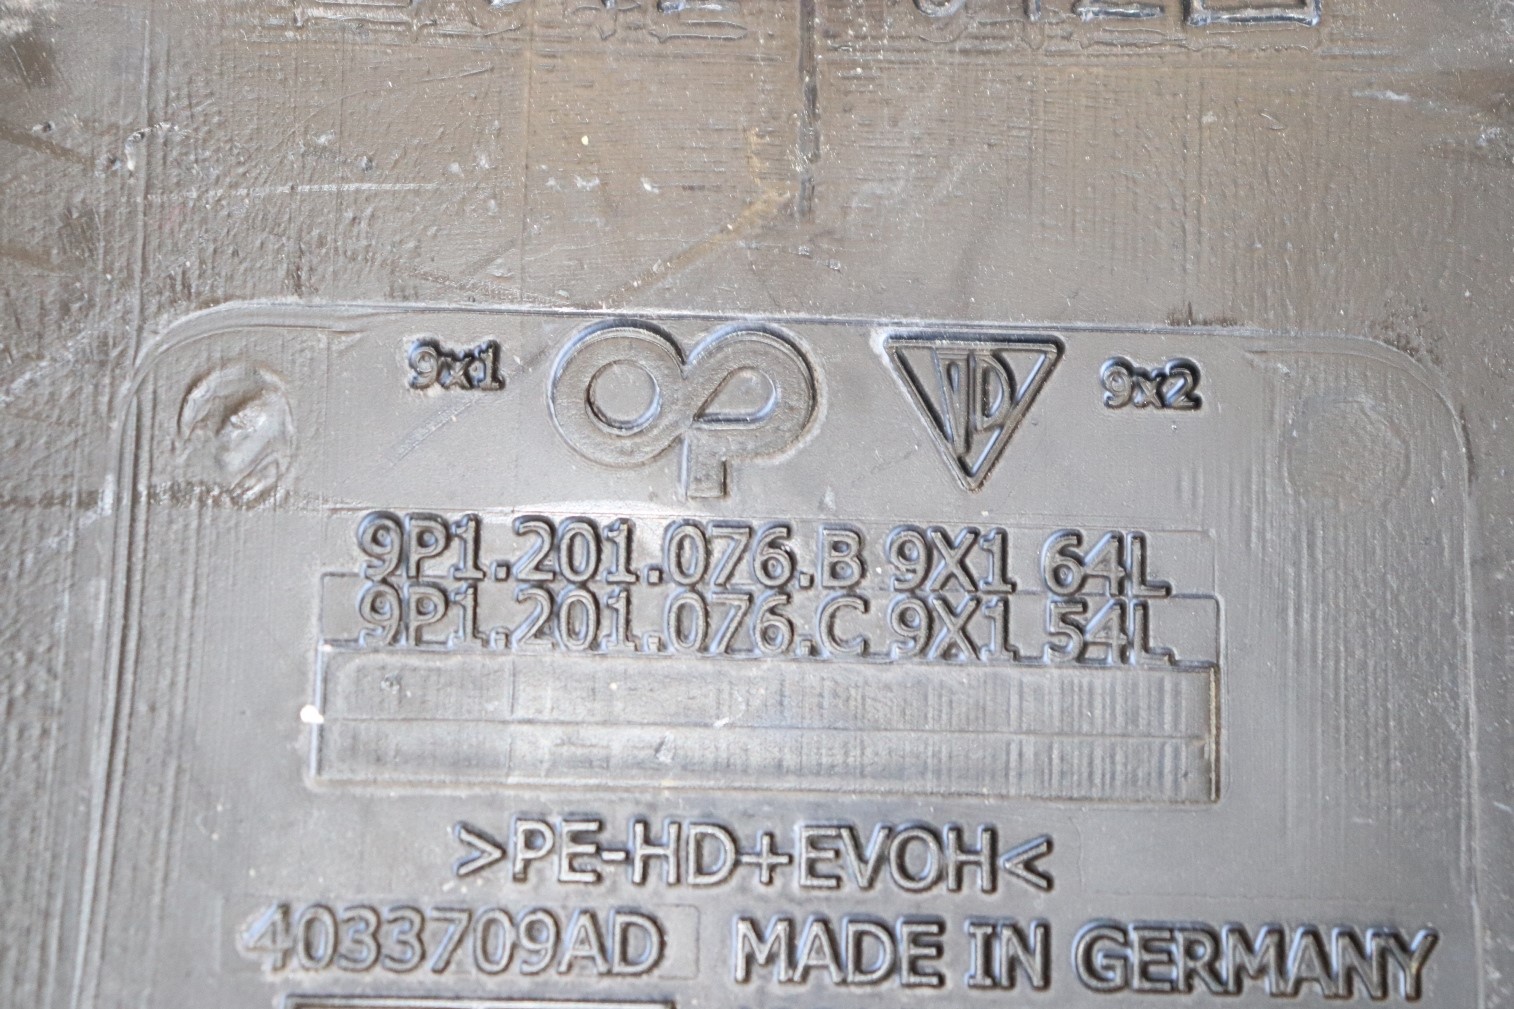 9x1 9x2
9P1.201.076.B 9X1 64L
9P1.201.076.C 9X1 54L
>PE-HD+EVOH<
4033709AD MADE IN GERMANY